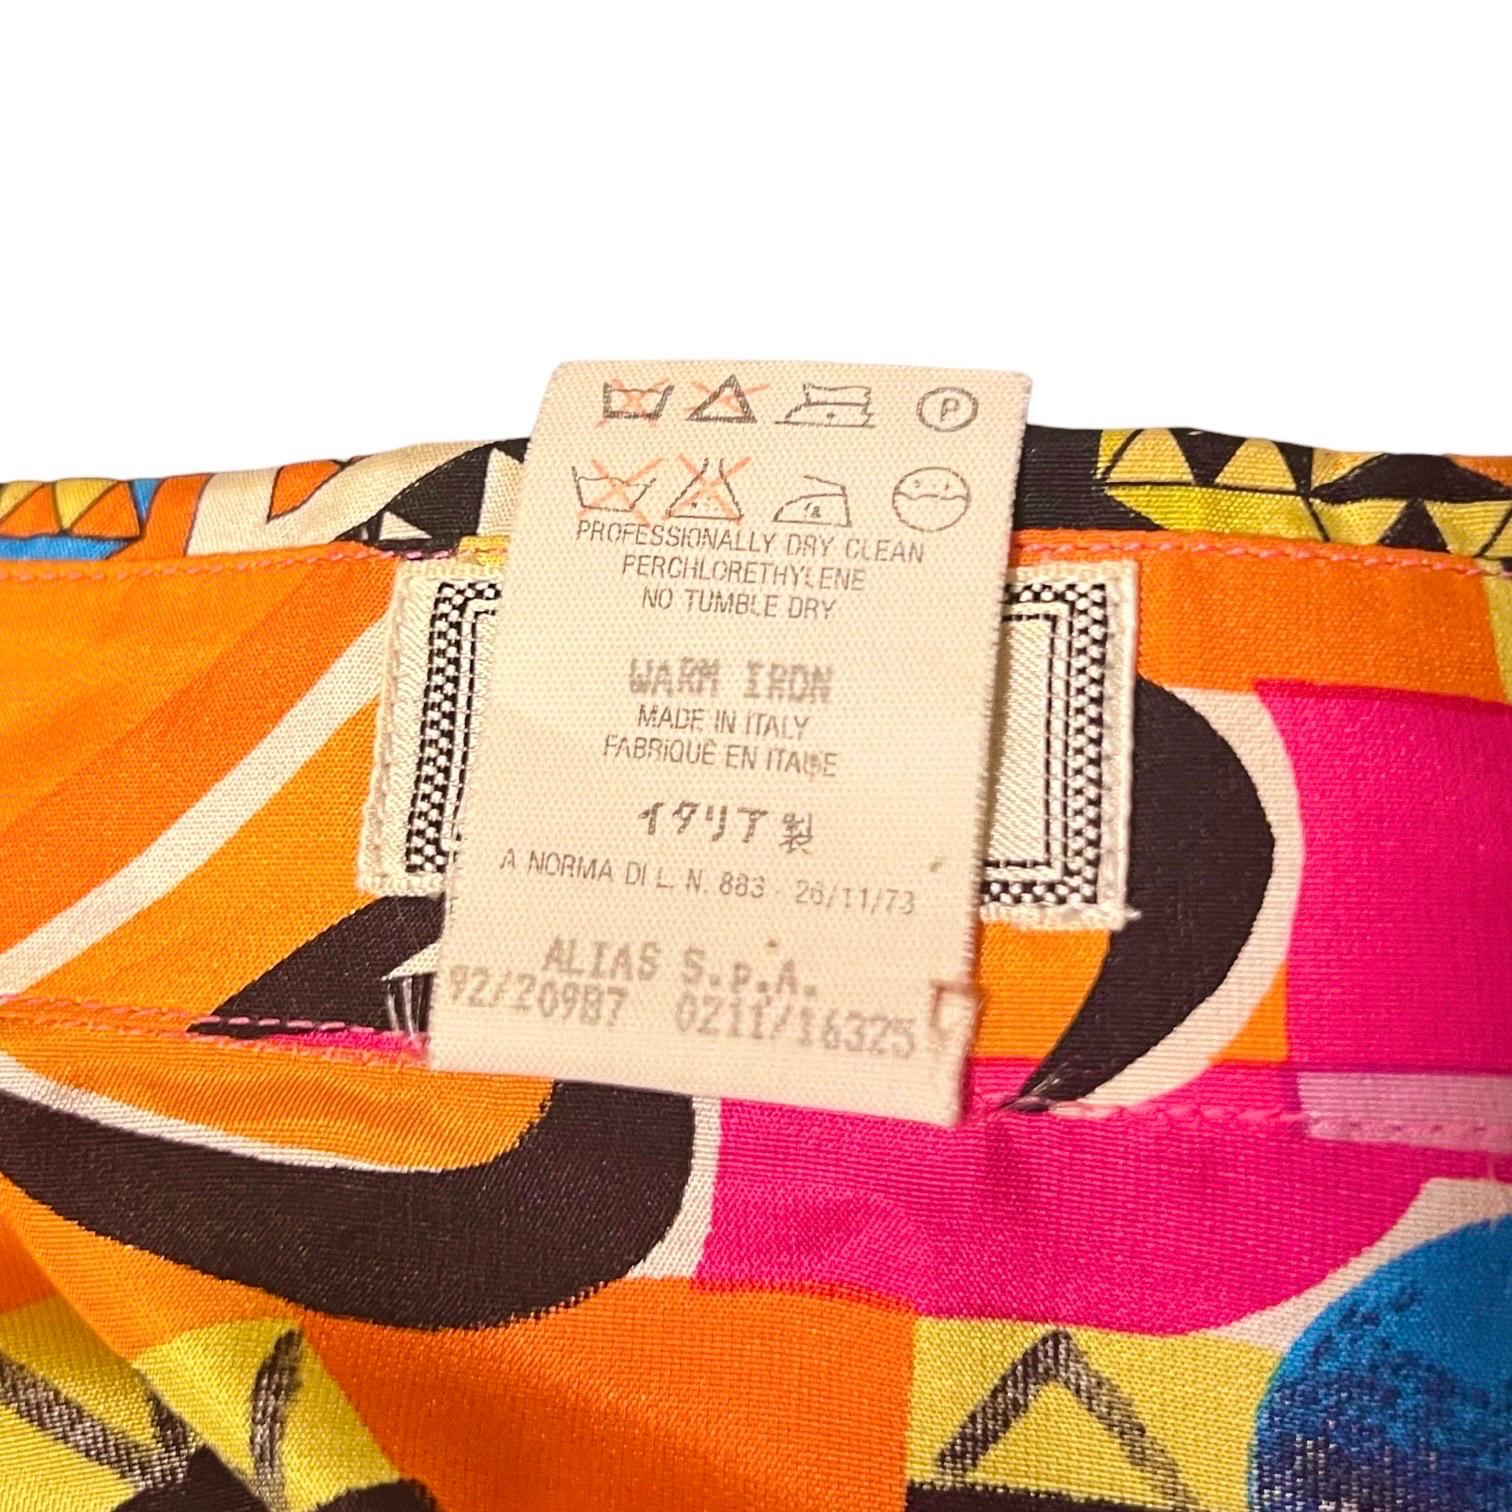 P
PROFESSIONALLY DRY CLEAN
PERCHLORETHYLENE
NO TUMBLE DRY
WARM IRON
MADE IN ITALY
FABRIQUE EN ITALIE
イタリア製
A NORMA DI L. N. 883 - 26/11/73
ALIAS S.P.A.
92/20987 0211/16325